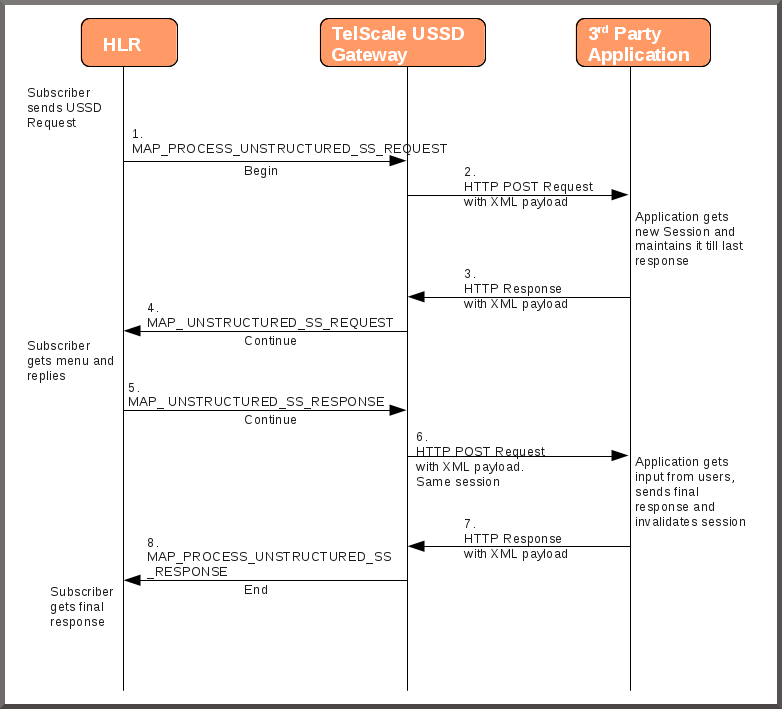 HLR
TelScale USSD
Gateway
3rd Party
Application
Subscriber
sends USSD
Request
1.
MAP_PROCESS_UNSTRUCTURED_SS_REQUEST
Begin
2.
HTTP POST Request
with XML payload
Application gets
new Session and
maintains it till last
response
3.
HTTP Response
with XML payload
4.
MAP_ UNSTRUCTURED_SS_REQUEST
Continue
Subscriber
gets menu and
replies
5.
MAP_ UNSTRUCTURED_SS_RESPONSE
Continue
6.
HTTP POST Request
with XML payload.
Same session
Application gets
input from users,
sends final
response and
invalidates session
7.
HTTP Response
with XML payload
8.
MAP_PROCESS_UNSTRUCTURED_SS
_RESPONSE
End
Subscriber
gets final
response